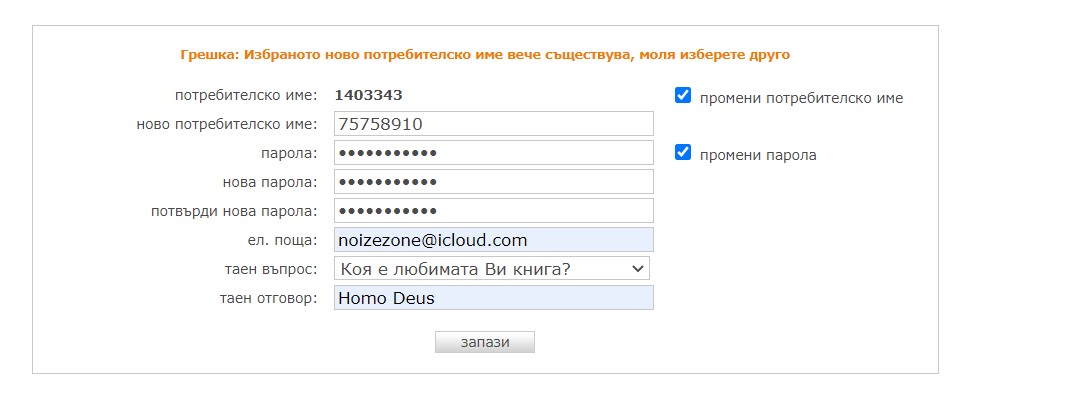 Грешка: Избраното ново потребителско име вече съществува, моля изберете друго
потребителско име: 1403343 промени потребителско име
ново потребителско име: 75758910
парола: ●●●●●●●●●●● промени парола
нова парола: ●●●●●●●●●●●
потвърди нова парола: ●●●●●●●●●●●
ел. поща: noizezone@icloud.com
таен въпрос: Коя е любимата Ви книга?
таен отговор: Homo Deus
запази